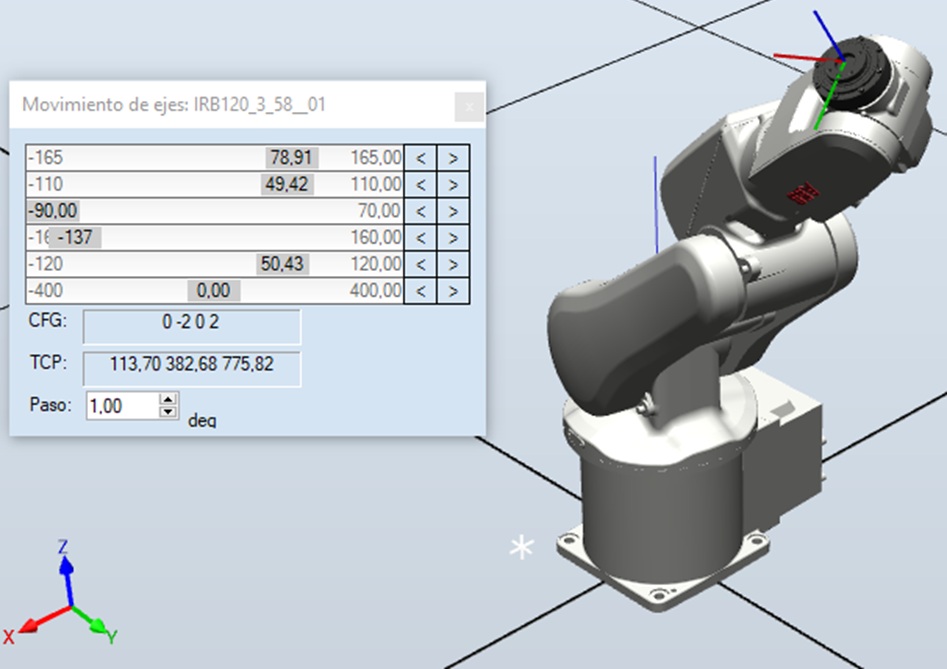 Movimiento de ejes: IRB120_3_58__01
x
-165 78,91 165,00 < >
-110 49,42 110,00 < >
-90,00 70,00 < >
-16 -137 160,00 < >
-120 50,43 120,00 < >
-400 0,00 400,00 < >
CFG: 0 -2 0 2
TCP: 113,70 382,68 775,82
Paso: 1,00 deg
Z
X Y